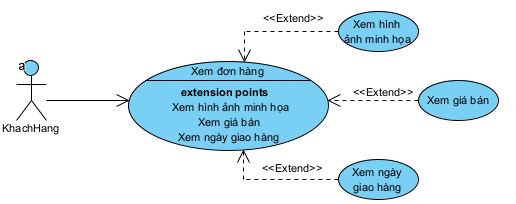 <<Extend>>
Xem hình
ảnh minh họa
a
Xem đơn hàng
extension points
Xem hình ảnh minh họa
Xem giá bán
Xem ngày giao hàng
<<Extend>>
Xem giá bán
KhachHang
<<Extend>>
Xem ngày
giao hàng